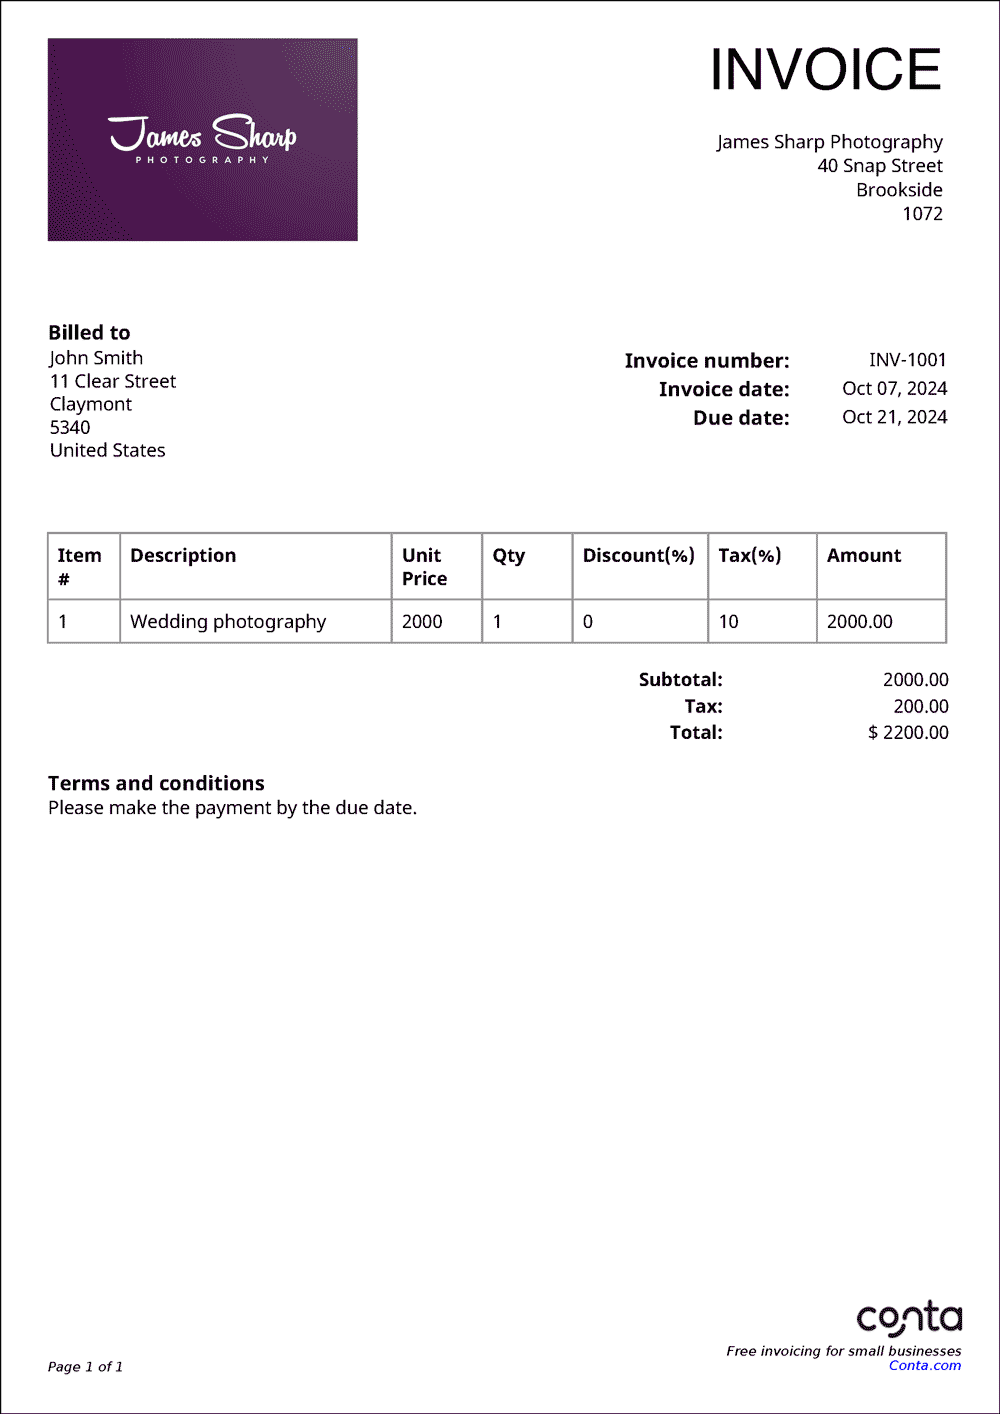 James Sharp
PHOTOGRAPHY
INVOICE
James Sharp Photography
40 Snap Street
Brookside
1072
Billed to
John Smith
11 Clear Street
Claymont
5340
United States
Invoice number: INV-1001
Invoice date: Oct 07, 2024
Due date: Oct 21, 2024
Item # Description Unit Price Qty Discount(%) Tax(%) Amount
1 Wedding photography 2000 1 0 10 2000.00
Subtotal: 2000.00
Tax: 200.00
Total: $ 2200.00
Terms and conditions
Please make the payment by the due date.
conta
Free invoicing for small businesses
Conta.com
Page 1 of 1